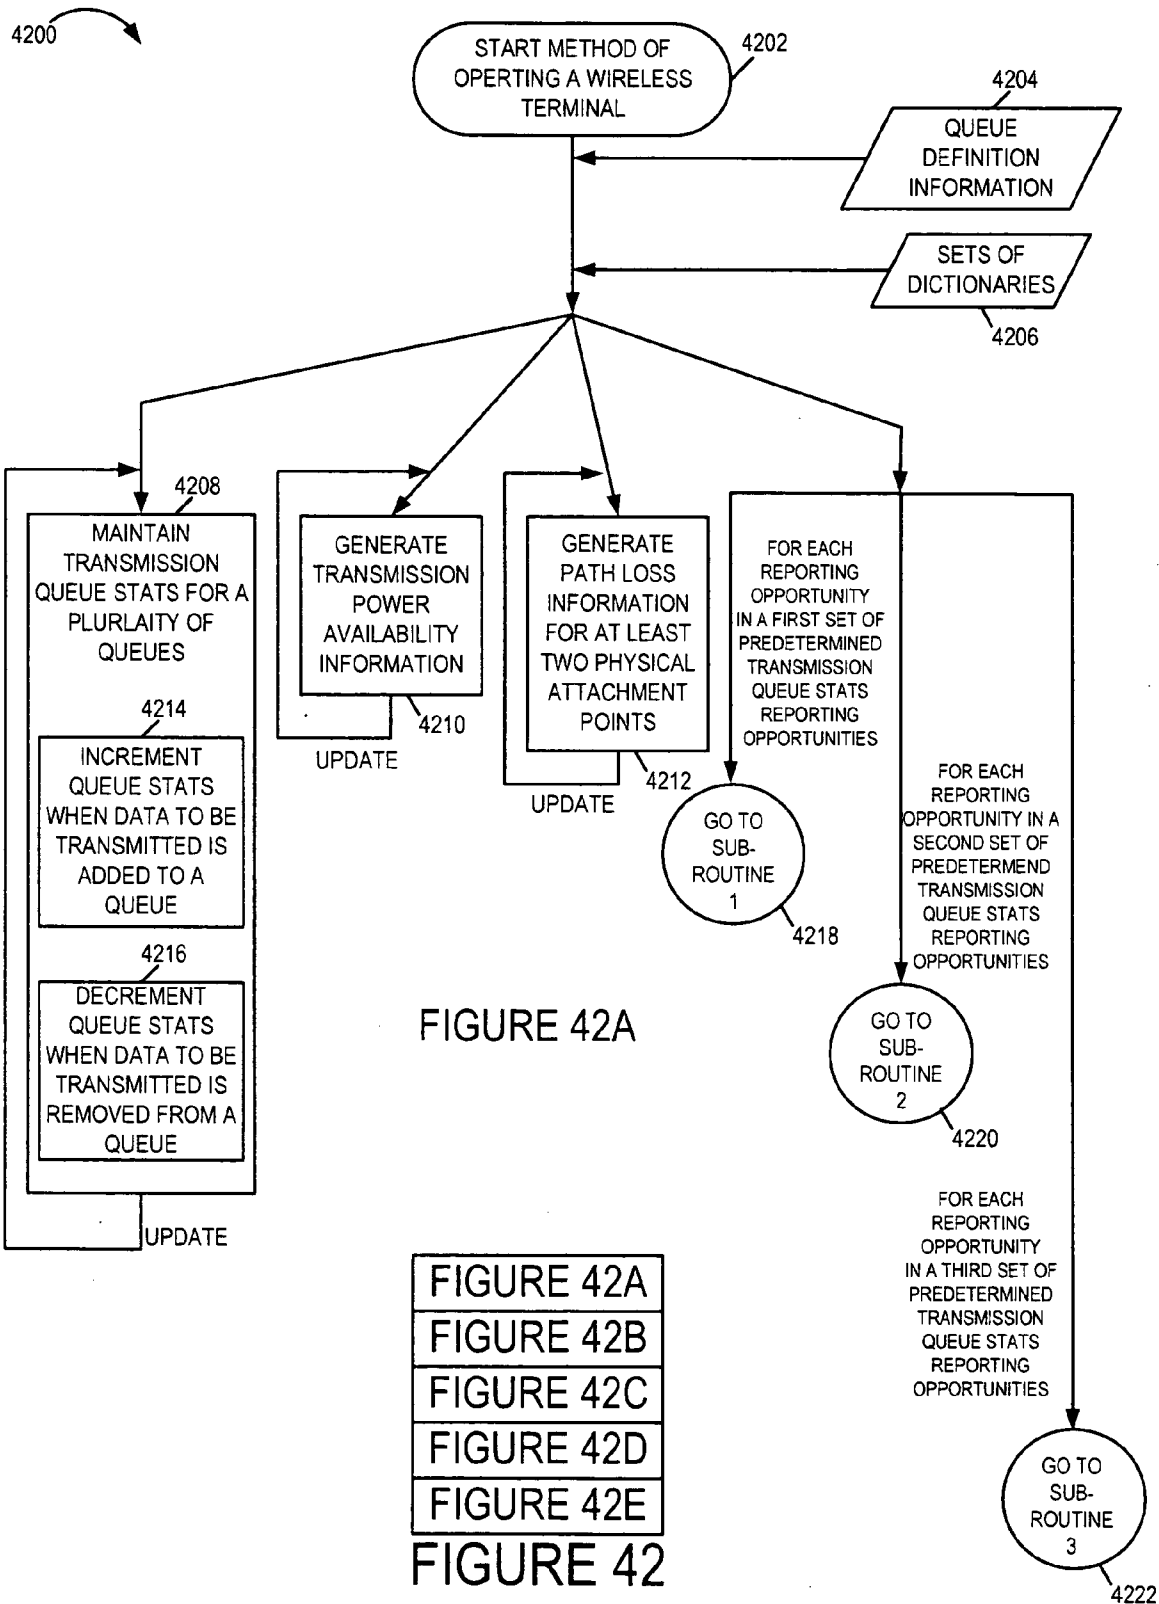 4200
START METHOD OF
OPERTING A WIRELESS
TERMINAL
4202
4204
QUEUE
DEFINITION
INFORMATION
SETS OF
DICTIONARIES
4206
4208
MAINTAIN
TRANSMISSION
QUEUE STATS FOR A
PLURLAITY OF
QUEUES
4214
INCREMENT
QUEUE STATS
WHEN DATA TO BE
TRANSMITTED IS
ADDED TO A
QUEUE
4216
DECREMENT
QUEUE STATS
WHEN DATA TO BE
TRANSMITTED IS
REMOVED FROM A
QUEUE
UPDATE
GENERATE
TRANSMISSION
POWER
AVAILABILITY
INFORMATION
4210
UPDATE
GENERATE
PATH LOSS
INFORMATION
FOR AT LEAST
TWO PHYSICAL
ATTACHMENT
POINTS
4212
UPDATE
FOR EACH
REPORTING
OPPORTUNITY
IN A FIRST SET OF
PREDETERMINED
TRANSMISSION
QUEUE STATS
REPORTING
OPPORTUNITIES
GO TO
SUB-
ROUTINE
1
4218
FOR EACH
REPORTING
OPPORTUNITY IN A
SECOND SET OF
PREDETERMEND
TRANSMISSION
QUEUE STATS
REPORTING
OPPORTUNITIES
GO TO
SUB-
ROUTINE
2
4220
FOR EACH
REPORTING
OPPORTUNITY
IN A THIRD SET OF
PREDETERMINED
TRANSMISSION
QUEUE STATS
REPORTING
OPPORTUNITIES
GO TO
SUB-
ROUTINE
3
4222
FIGURE 42A
FIGURE 42A
FIGURE 42B
FIGURE 42C
FIGURE 42D
FIGURE 42E
FIGURE 42